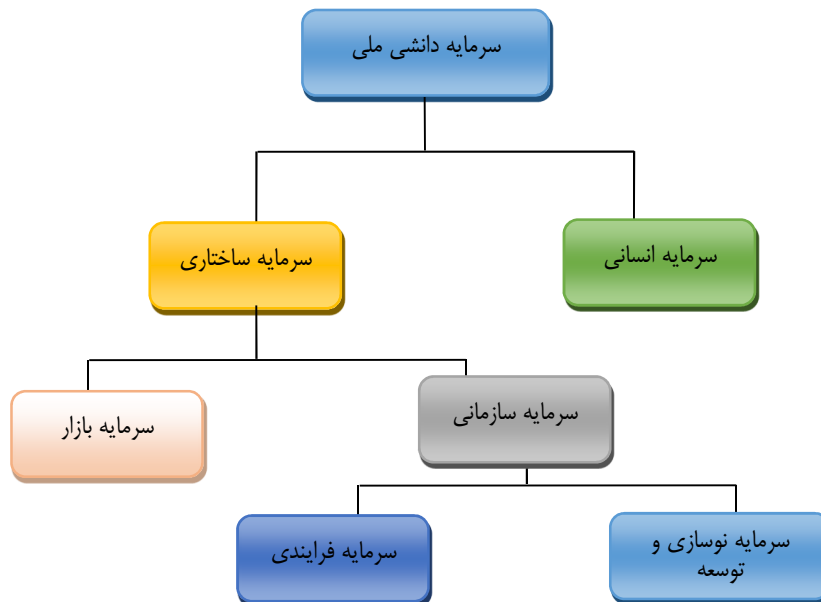 سرمایه دانشی ملی
سرمایه انسانی
سرمایه ساختاری
سرمایه سازمانی
سرمایه بازار
سرمایه نوسازی و
توسعه
سرمایه فرایندی